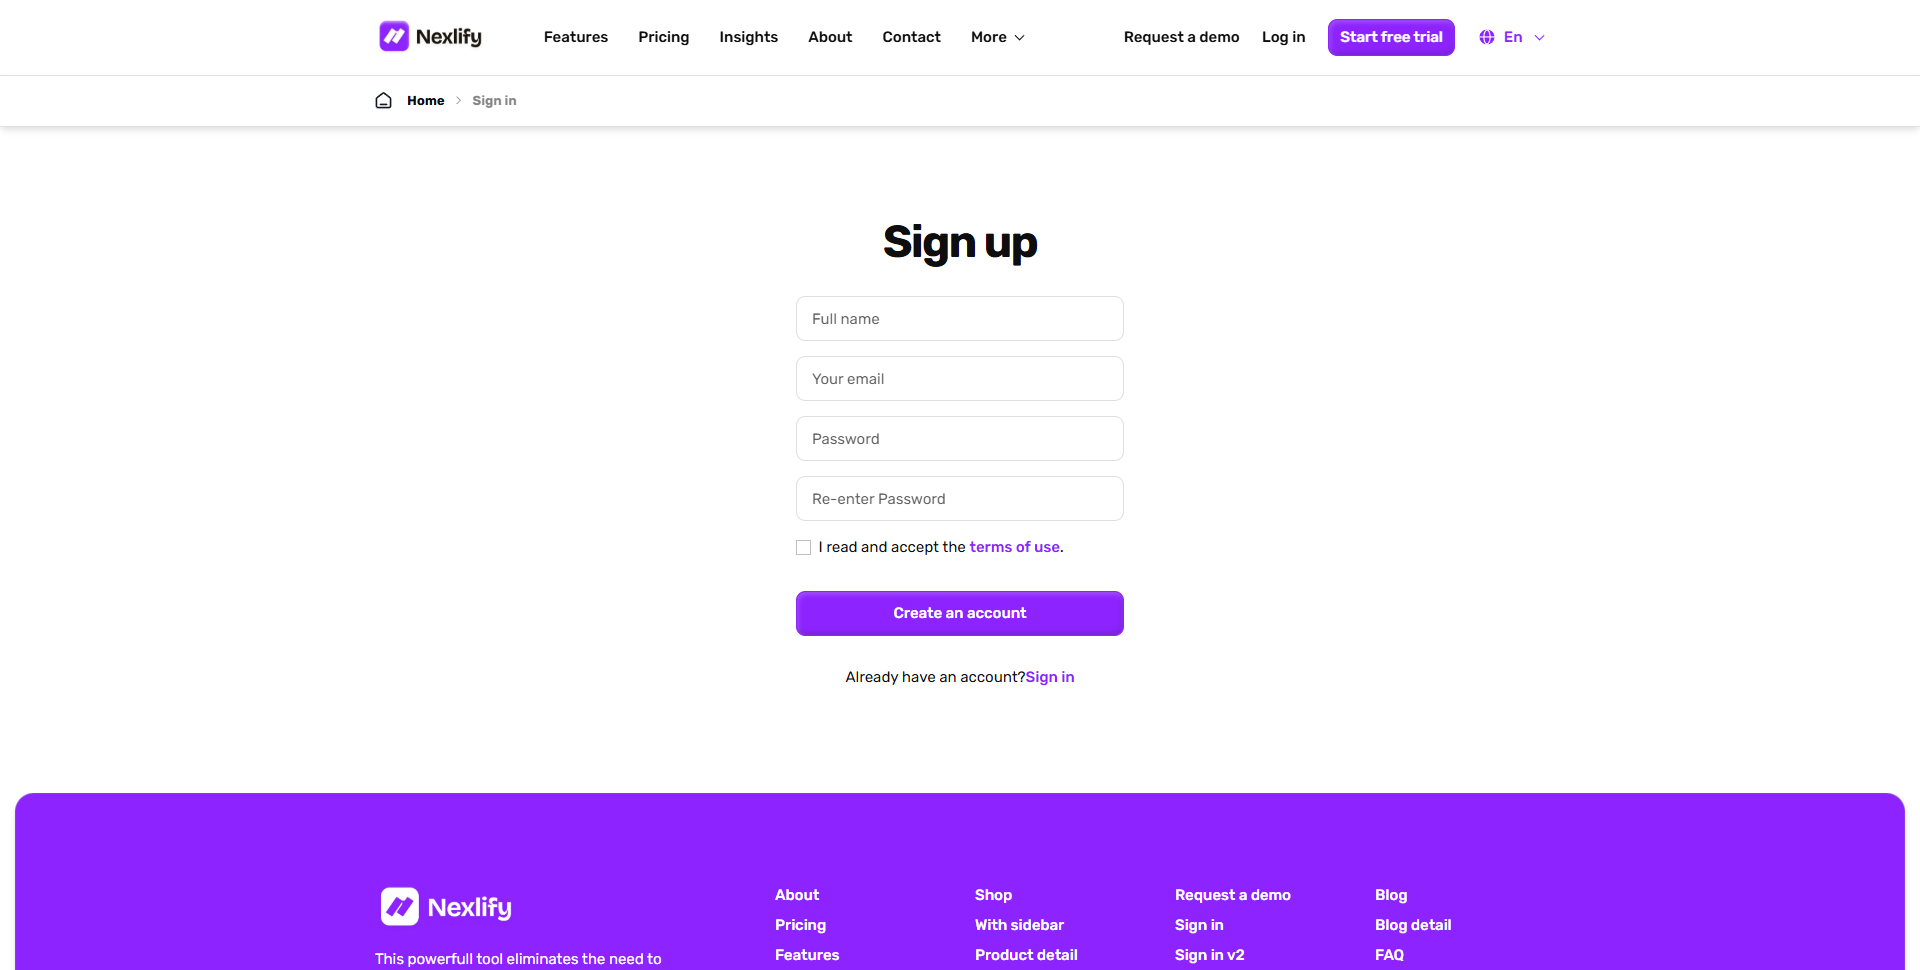 Nexlify Features Pricing Insights About Contact More Request a demo Log in Start free trial En
Home Sign in
Sign up
Full name
Your email
Password
Re-enter Password
I read and accept the terms of use.
Create an account
Already have an account?Sign in
Nexlify
This powerfull tool eliminates the need to
About
Pricing
Features
Shop
With sidebar
Product detail
Request a demo
Sign in
Sign in v2
Blog
Blog detail
FAQ